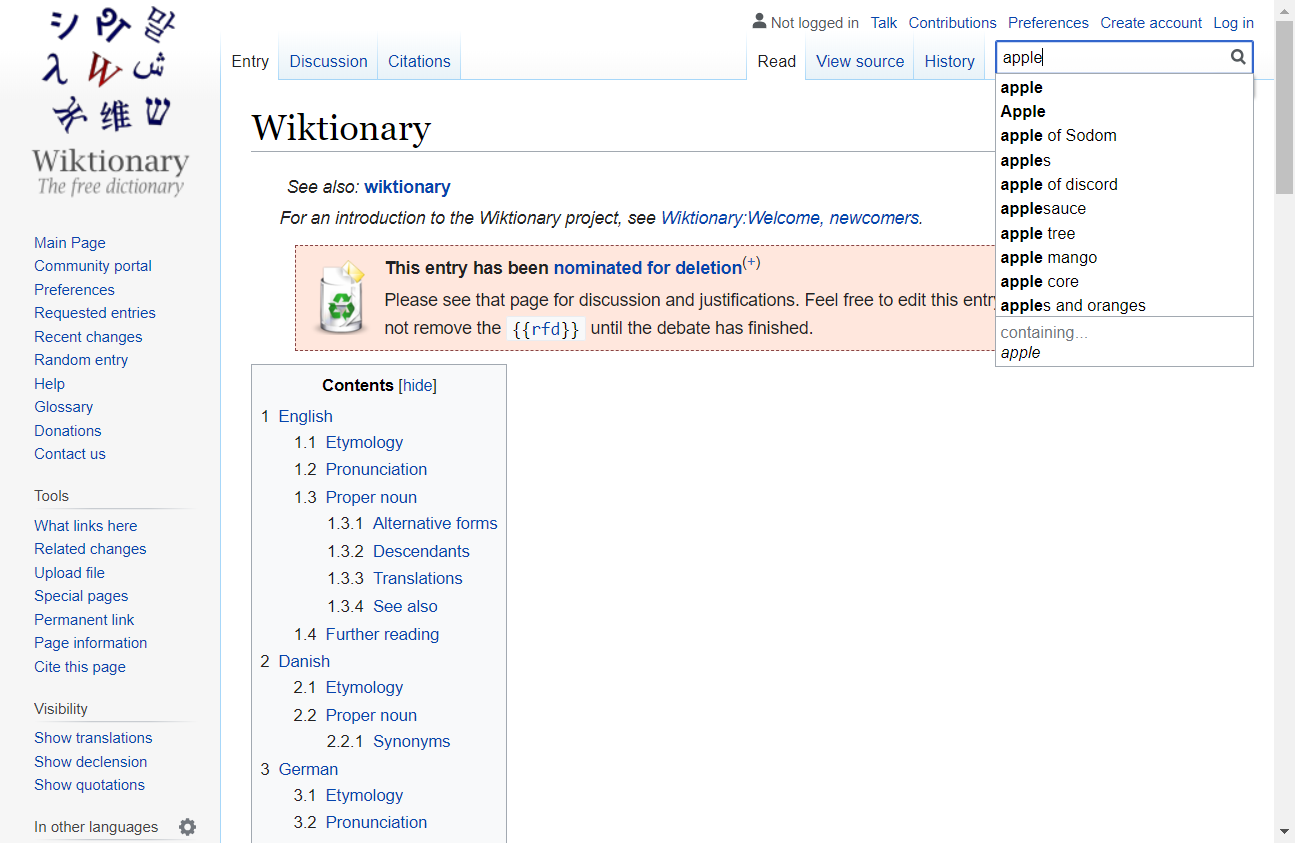 シ Pr 말
λ W ش
辛 維 ש
Wiktionary
The free dictionary
Not logged in Talk Contributions Preferences Create account Log in
Entry Discussion Citations Read View source History apple
Wiktionary
See also: wiktionary
For an introduction to the Wiktionary project, see Wiktionary:Welcome, newcomers.
This entry has been nominated for deletion(+)
Please see that page for discussion and justifications. Feel free to edit this entry
not remove the {{rfd}} until the debate has finished.
apple
Apple
apple of Sodom
apples
apple of discord
applesauce
apple tree
apple mango
apple core
apples and oranges
containing...
apple
Main Page
Community portal
Preferences
Requested entries
Recent changes
Random entry
Help
Glossary
Donations
Contact us
Tools
What links here
Related changes
Upload file
Special pages
Permanent link
Page information
Cite this page
Visibility
Show translations
Show declension
Show quotations
In other languages
Contents [hide]
1 English
1.1 Etymology
1.2 Pronunciation
1.3 Proper noun
1.3.1 Alternative forms
1.3.2 Descendants
1.3.3 Translations
1.3.4 See also
1.4 Further reading
2 Danish
2.1 Etymology
2.2 Proper noun
2.2.1 Synonyms
3 German
3.1 Etymology
3.2 Pronunciation